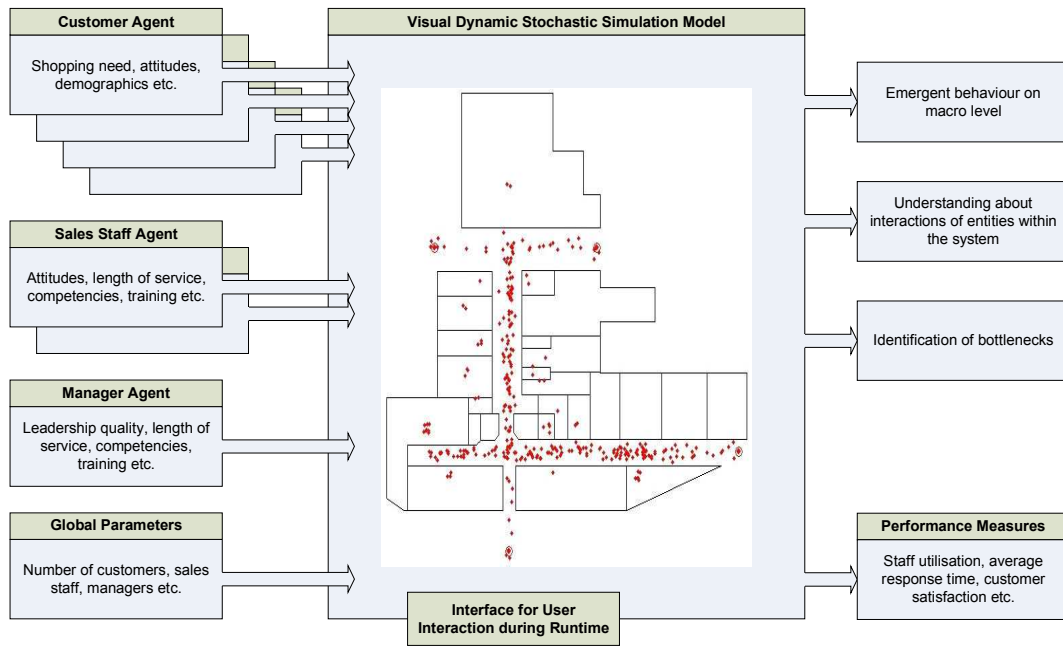 Customer Agent
Shopping need, attitudes,
demographics etc.
Sales Staff Agent
Attitudes, length of service,
competencies, training etc.
Manager Agent
Leadership quality, length of
service, competencies,
training etc.
Global Parameters
Number of customers, sales
staff, managers etc.
Visual Dynamic Stochastic Simulation Model
Interface for User
Interaction during Runtime
Emergent behaviour on
macro level
Understanding about
interactions of entities within
the system
Identification of bottlenecks
Performance Measures
Staff utilisation, average
response time, customer
satisfaction etc.